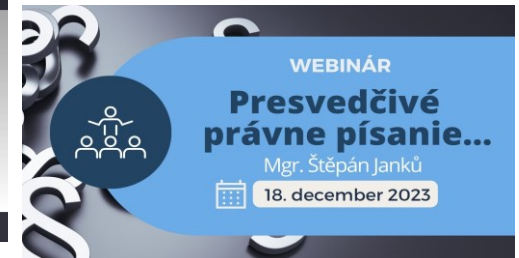 WEBINÁR
Presvedčivé
právne písanie...
Mgr. Štěpán Janků
18. december 2023